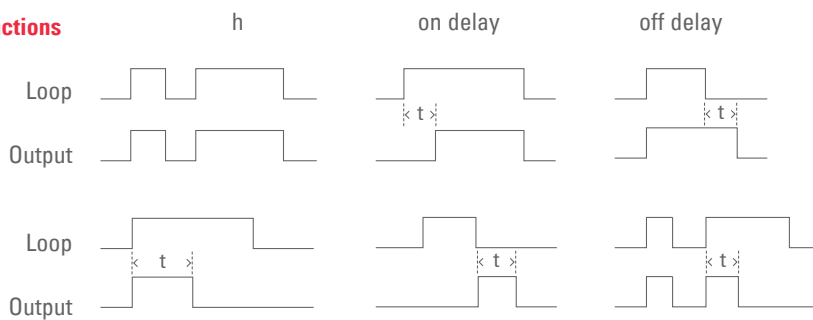 ctions h on delay off delay
Loop
t t
Output
Loop
t t t
Output